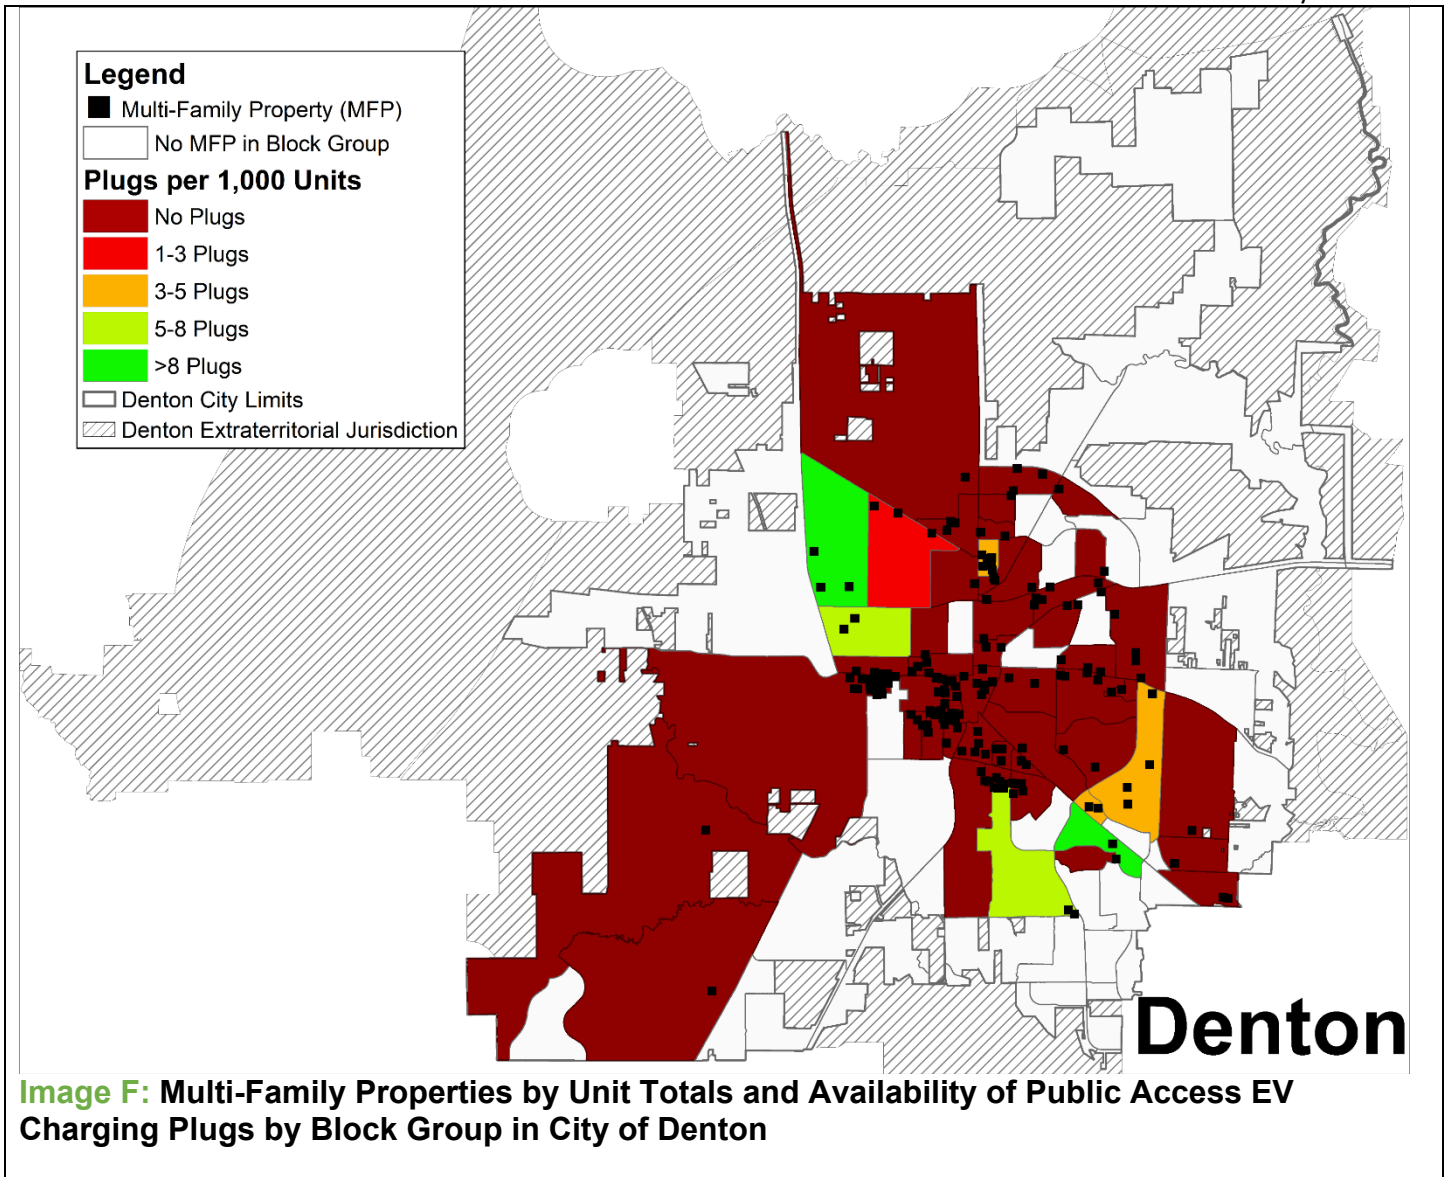 Legend
Multi-Family Property (MFP)
No MFP in Block Group
Plugs per 1,000 Units
No Plugs
1-3 Plugs
3-5 Plugs
5-8 Plugs
>8 Plugs
Denton City Limits
Denton Extraterritorial Jurisdiction
Denton
Image F: Multi-Family Properties by Unit Totals and Availability of Public Access EV
Charging Plugs by Block Group in City of Denton